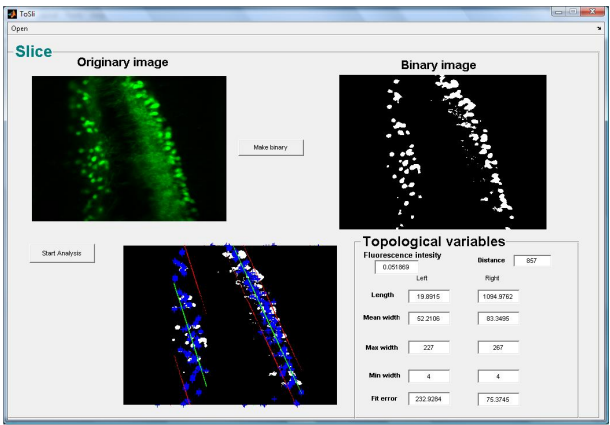 ToSli
Open
Slice
Originary image
Binary image
Make binary
Start Analysis
Topological variables
Fluorescence intesity
Distance 857
0.051869
Left Right
Length 19.8915 1094.9762
Mean width 52.2106 83.3495
Max width 227 267
Min width 4 4
Fit error 232.9284 75.3745